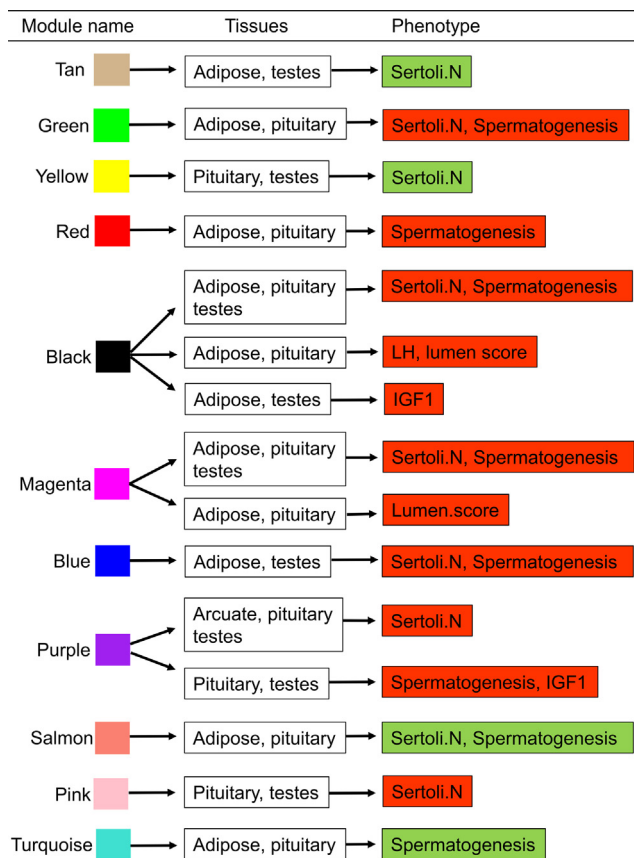 Module name Tissues Phenotype
Tan Adipose, testes Sertoli.N
Green Adipose, pituitary Sertoli.N, Spermatogenesis
Yellow Pituitary, testes Sertoli.N
Red Adipose, pituitary Spermatogenesis
Black
Adipose, pituitary
testes
Sertoli.N, Spermatogenesis
Adipose, pituitary LH, lumen score
Adipose, testes IGF1
Magenta
Adipose, pituitary
testes
Sertoli.N, Spermatogenesis
Adipose, pituitary Lumen.score
Blue Adipose, testes Sertoli.N, Spermatogenesis
Purple
Arcuate, pituitary
testes
Sertoli.N
Pituitary, testes Spermatogenesis, IGF1
Salmon Adipose, pituitary Sertoli.N, Spermatogenesis
Pink Pituitary, testes Sertoli.N
Turquoise Adipose, pituitary Spermatogenesis